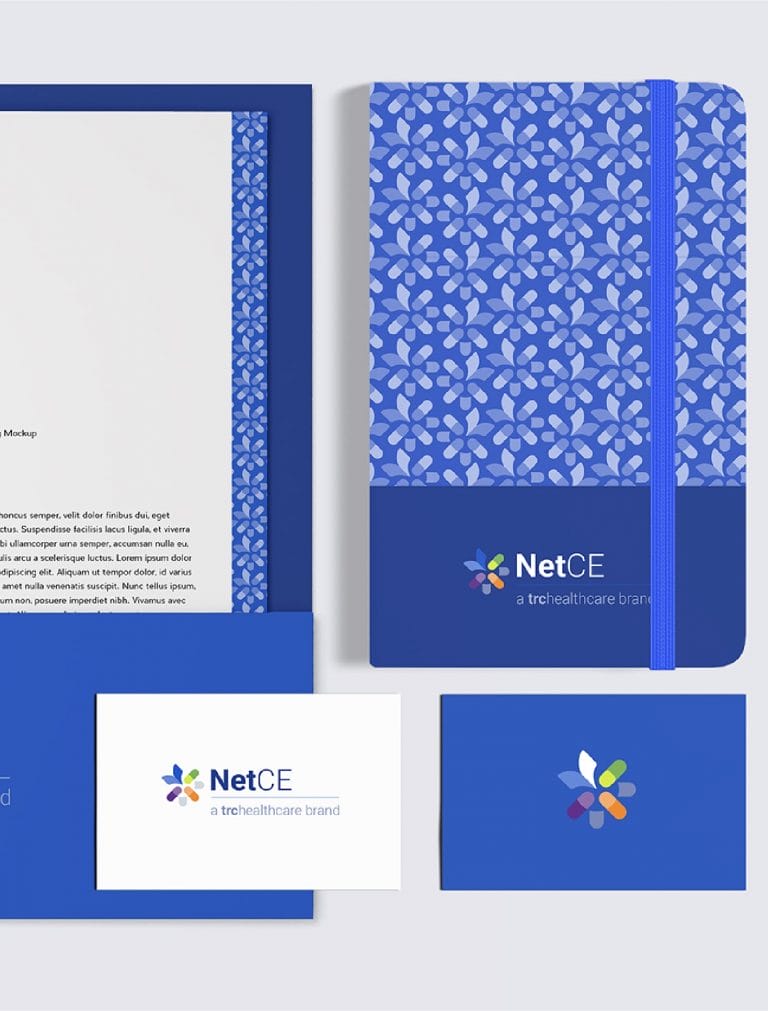 Mockup
honcus semper, velit dolor finibus dui, eget
ctus. Suspendisse facilisis lacus ligula, et viverra
bi ullamcorper urna semper, accumsan nulla eu,
ulis arcu a scelerisque luctus. Lorem ipsum dolor
dipiscing elit. Aliquam ut tempor dolor, id varius
amet nulla venenatis suscipit. Nunc tellus ipsum,
um non, posuere imperdiet nibh. Vivamus avec
NetCE
a trchealthcare brand
d
NetCE
a trchealthcare brand